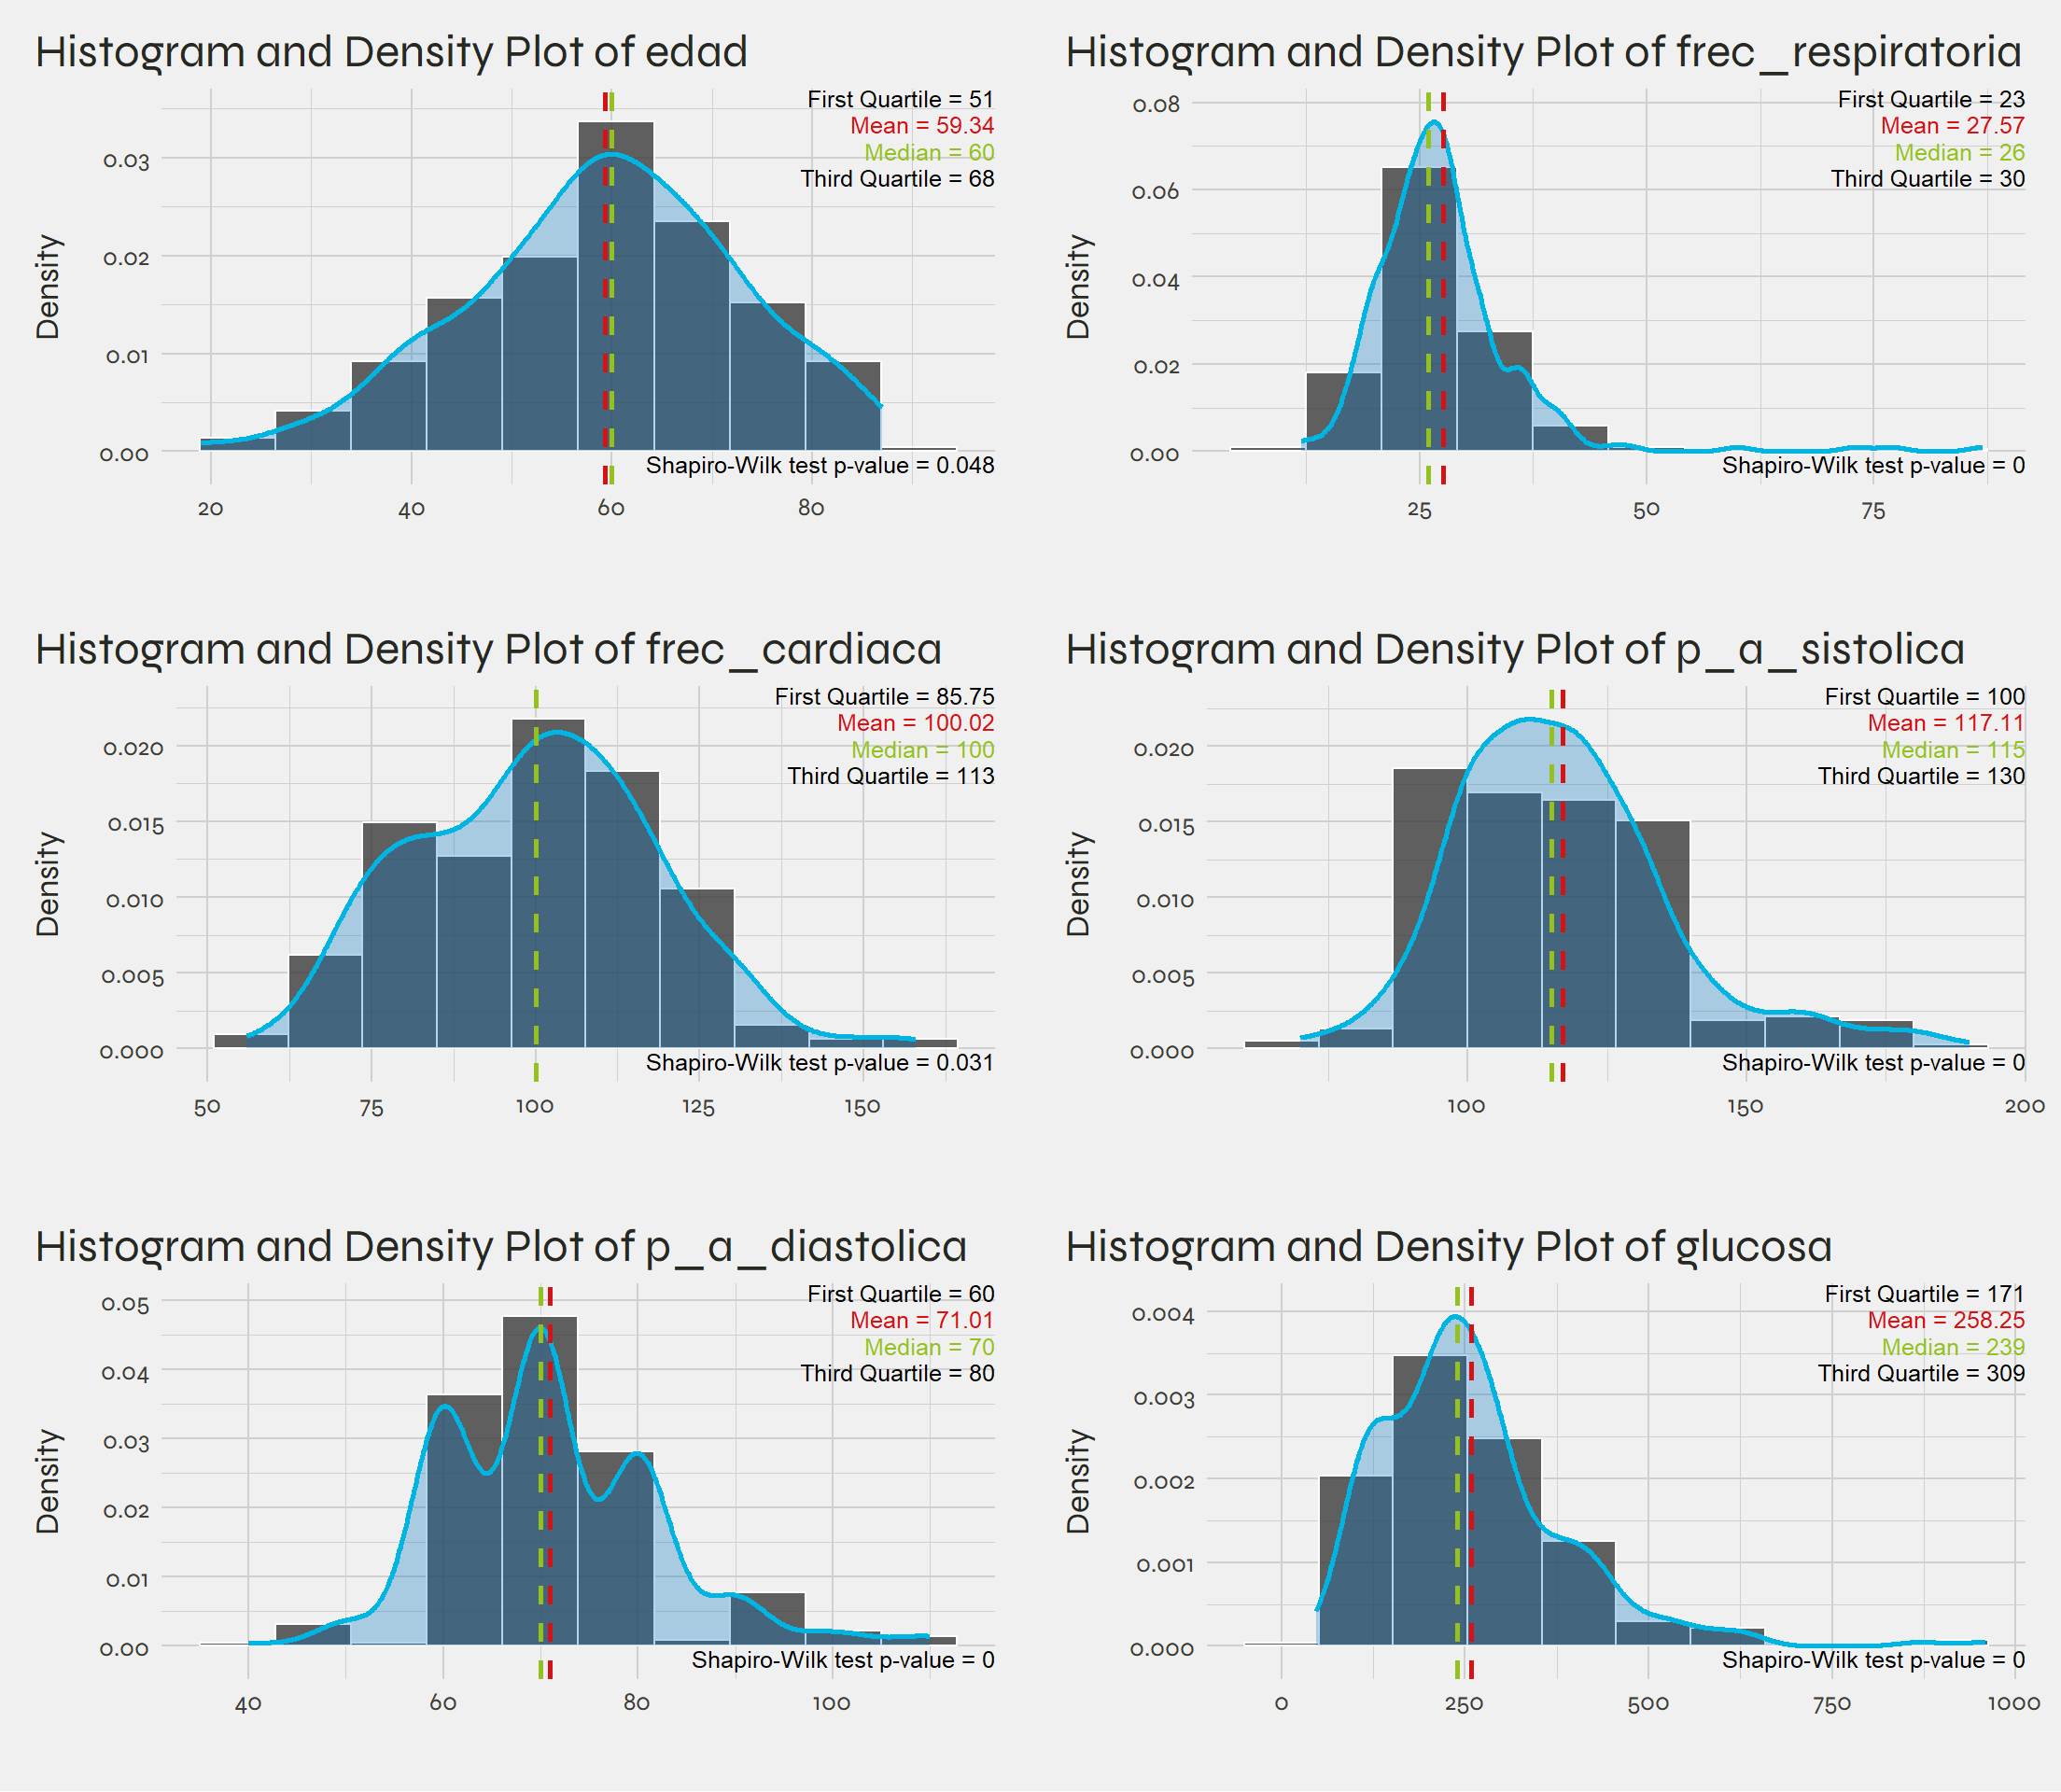 Histogram and Density Plot of edad
First Quartile = 51
Mean = 59.34
Median = 60
Third Quartile = 68
Density
0.03
0.02
0.01
0.00
Shapiro-Wilk test p-value = 0.048
20 40 60 80
Histogram and Density Plot of frec_respiratoria
First Quartile = 23
Mean = 27.57
Median = 26
Third Quartile = 30
Density
0.08
0.06
0.04
0.02
0.00
Shapiro-Wilk test p-value = 0
25 50 75
Histogram and Density Plot of frec_cardiaca
First Quartile = 85.75
Mean = 100.02
Median = 100
Third Quartile = 113
Density
0.020
0.015
0.010
0.005
0.000
Shapiro-Wilk test p-value = 0.031
50 75 100 125 150
Histogram and Density Plot of p_a_sistolica
First Quartile = 100
Mean = 117.11
Median = 115
Third Quartile = 130
Density
0.020
0.015
0.010
0.005
0.000
Shapiro-Wilk test p-value = 0
100 150 200
Histogram and Density Plot of p_a_diastolica
First Quartile = 60
Mean = 71.01
Median = 70
Third Quartile = 80
Density
0.05
0.04
0.03
0.02
0.01
0.00
Shapiro-Wilk test p-value = 0
40 60 80 100
Histogram and Density Plot of glucosa
First Quartile = 171
Mean = 258.25
Median = 239
Third Quartile = 309
Density
0.004
0.003
0.002
0.001
0.000
Shapiro-Wilk test p-value = 0
0 250 500 750 1000